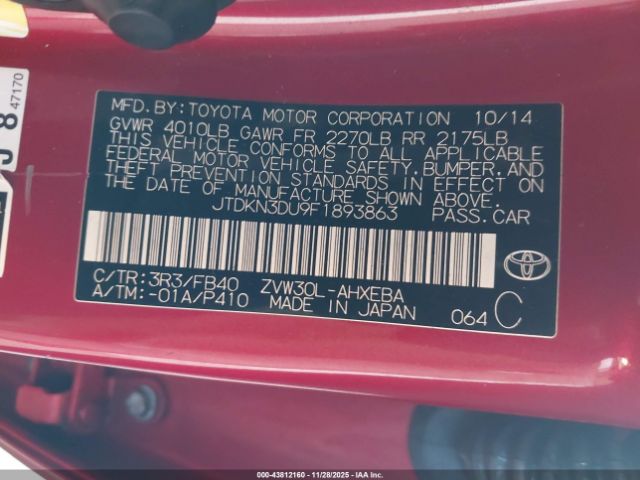 47170
8
MFD. BY: TOYOTA MOTOR CORPORATION 10/14
GVWR 4010LB GAWR FR 2270LB RR 2175LB
THIS VEHICLE CONFORMS TO ALL APPLICABLE
FEDERAL MOTOR VEHICLE SAFETY, BUMPER, AND
THEFT PREVENTION STANDARDS IN EFFECT ON
THE DATE OF MANUFACTURE SHOWN ABOVE.
JTDKN3DU9F1893863 PASS. CAR
C/TR: 3R3/FB40 ZVW30L-AHXEBA
A/TM: -01A/P410 MADE IN JAPAN 064 C
000-43812160 - 11/28/2025 - IAA Inc.